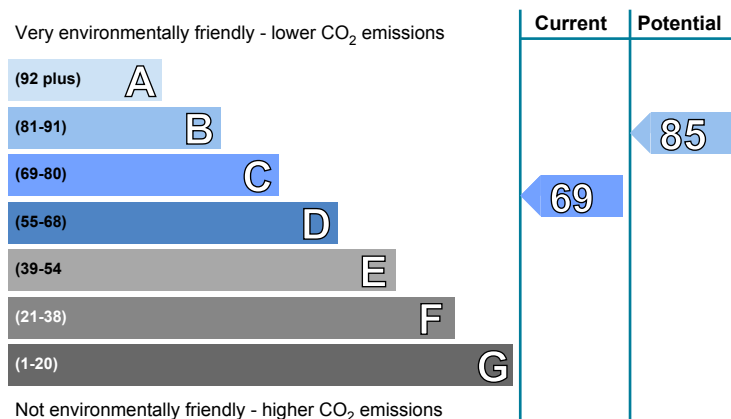 Current Potential
Very environmentally friendly - lower CO2 emissions
(92 plus) A
(81-91) B
85
(69-80) C
69
(55-68) D
(39-54 E
(21-38) F
(1-20) G
Not environmentally friendly - higher CO2 emissions